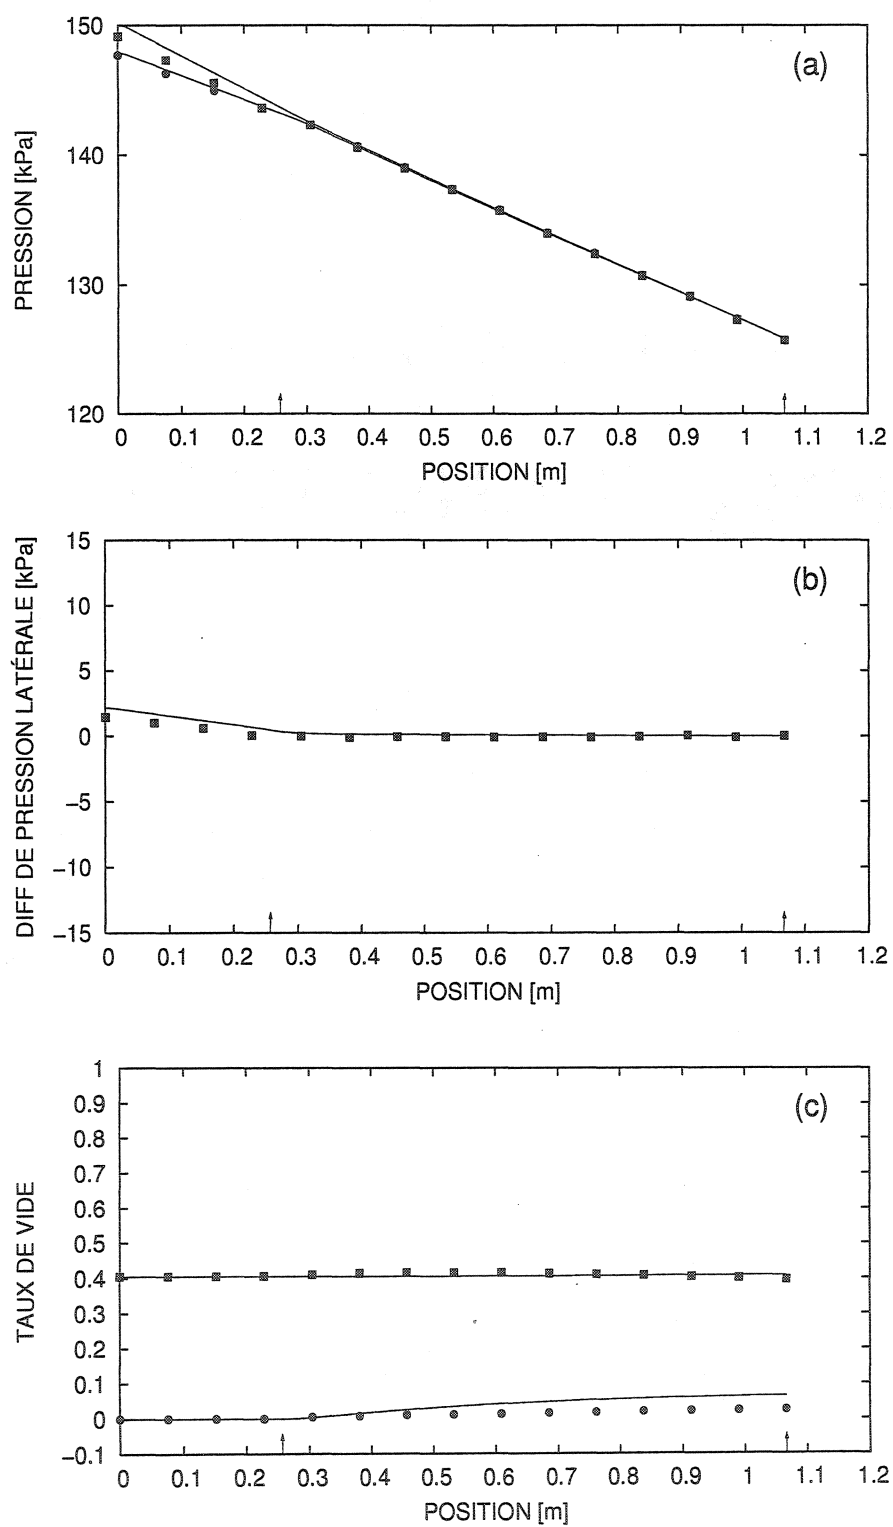 150
140
130
120
PRESSION [kPa]
(a)
0 0.1 0.2 0.3 0.4 0.5 0.6 0.7 0.8 0.9 1 1.1 1.2
POSITION [m]
15
10
5
0
−5
−10
−15
DIFF DE PRESSION LATÉRALE [kPa]
(b)
0 0.1 0.2 0.3 0.4 0.5 0.6 0.7 0.8 0.9 1 1.1 1.2
POSITION [m]
1
0.9
0.8
0.7
0.6
0.5
0.4
0.3
0.2
0.1
0
−0.1
TAUX DE VIDE
(c)
0 0.1 0.2 0.3 0.4 0.5 0.6 0.7 0.8 0.9 1 1.1 1.2
POSITION [m]